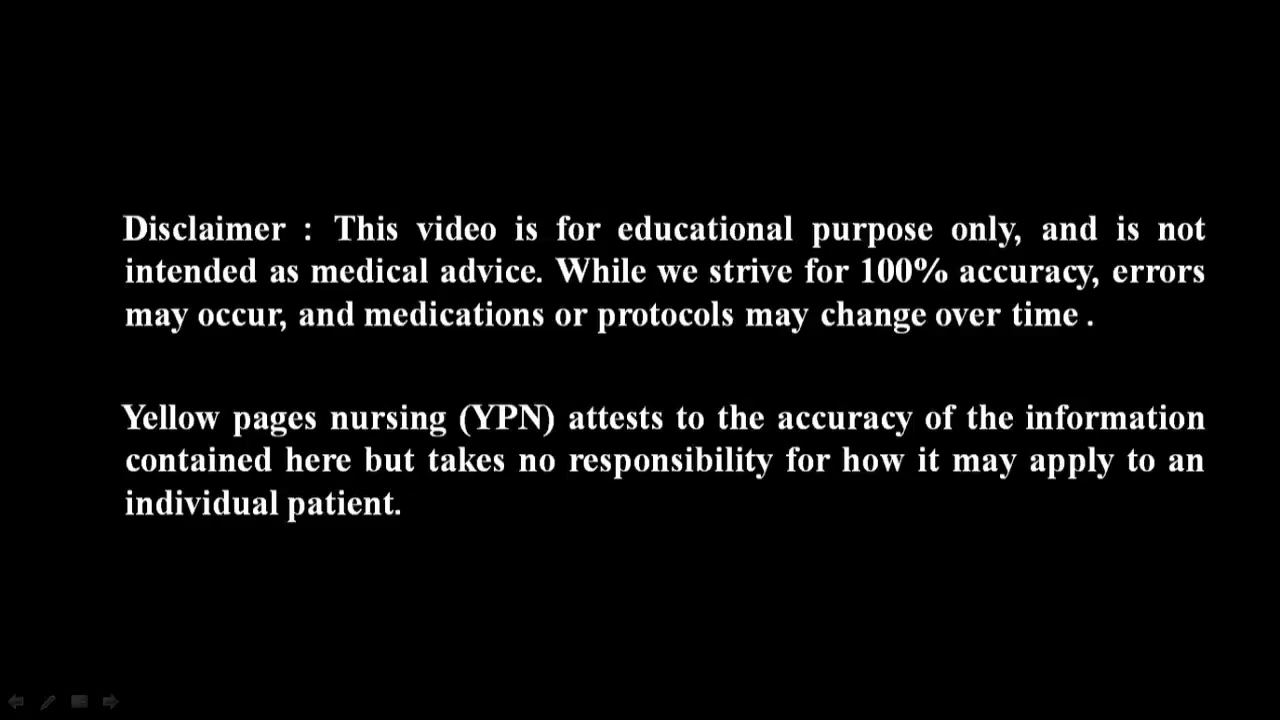 Disclaimer : This video is for educational purpose only, and is not
intended as medical advice. While we strive for 100% accuracy, errors
may occur, and medications or protocols may change over time .
Yellow pages nursing (YPN) attests to the accuracy of the information
contained here but takes no responsibility for how it may apply to an
individual patient.